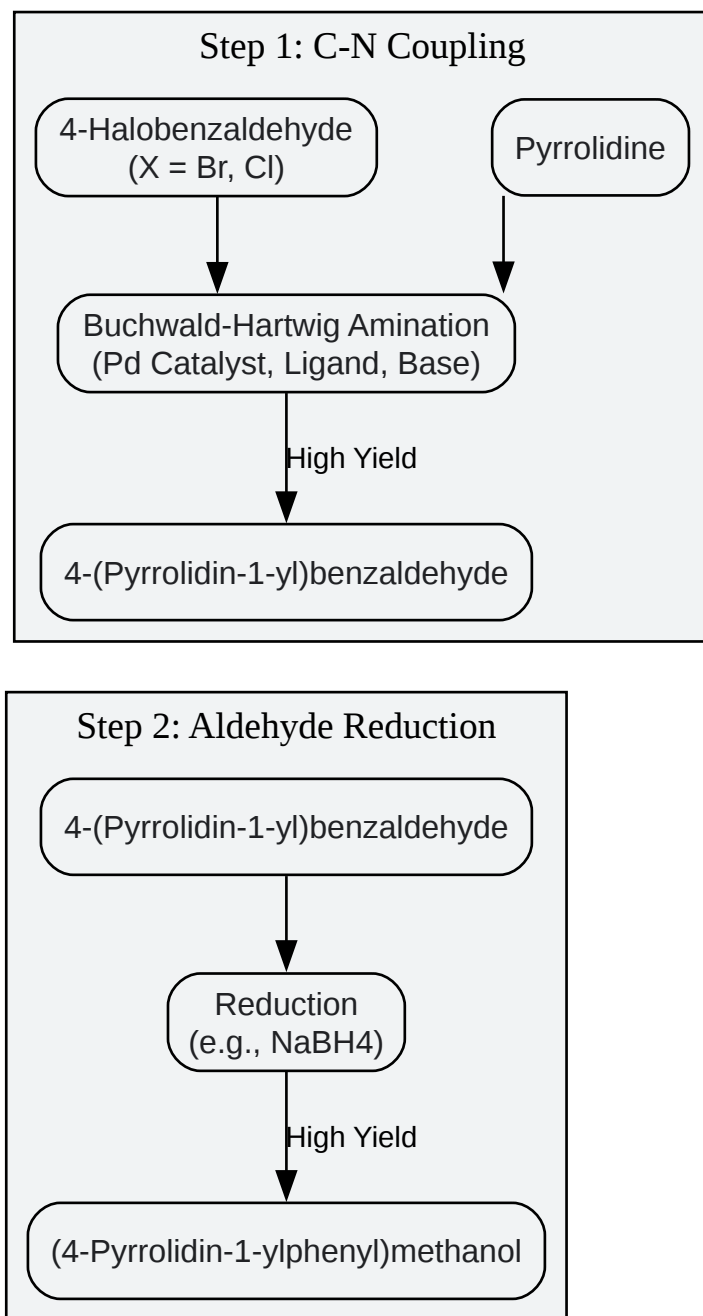 Step 1: C-N Coupling
4-Halobenzaldehyde
(X = Br, Cl)
Pyrrolidine
Buchwald-Hartwig Amination
(Pd Catalyst, Ligand, Base)
High Yield
4-(Pyrrolidin-1-yl)benzaldehyde
Step 2: Aldehyde Reduction
4-(Pyrrolidin-1-yl)benzaldehyde
Reduction
(e.g., NaBH4)
High Yield
(4-Pyrrolidin-1-ylphenyl)methanol